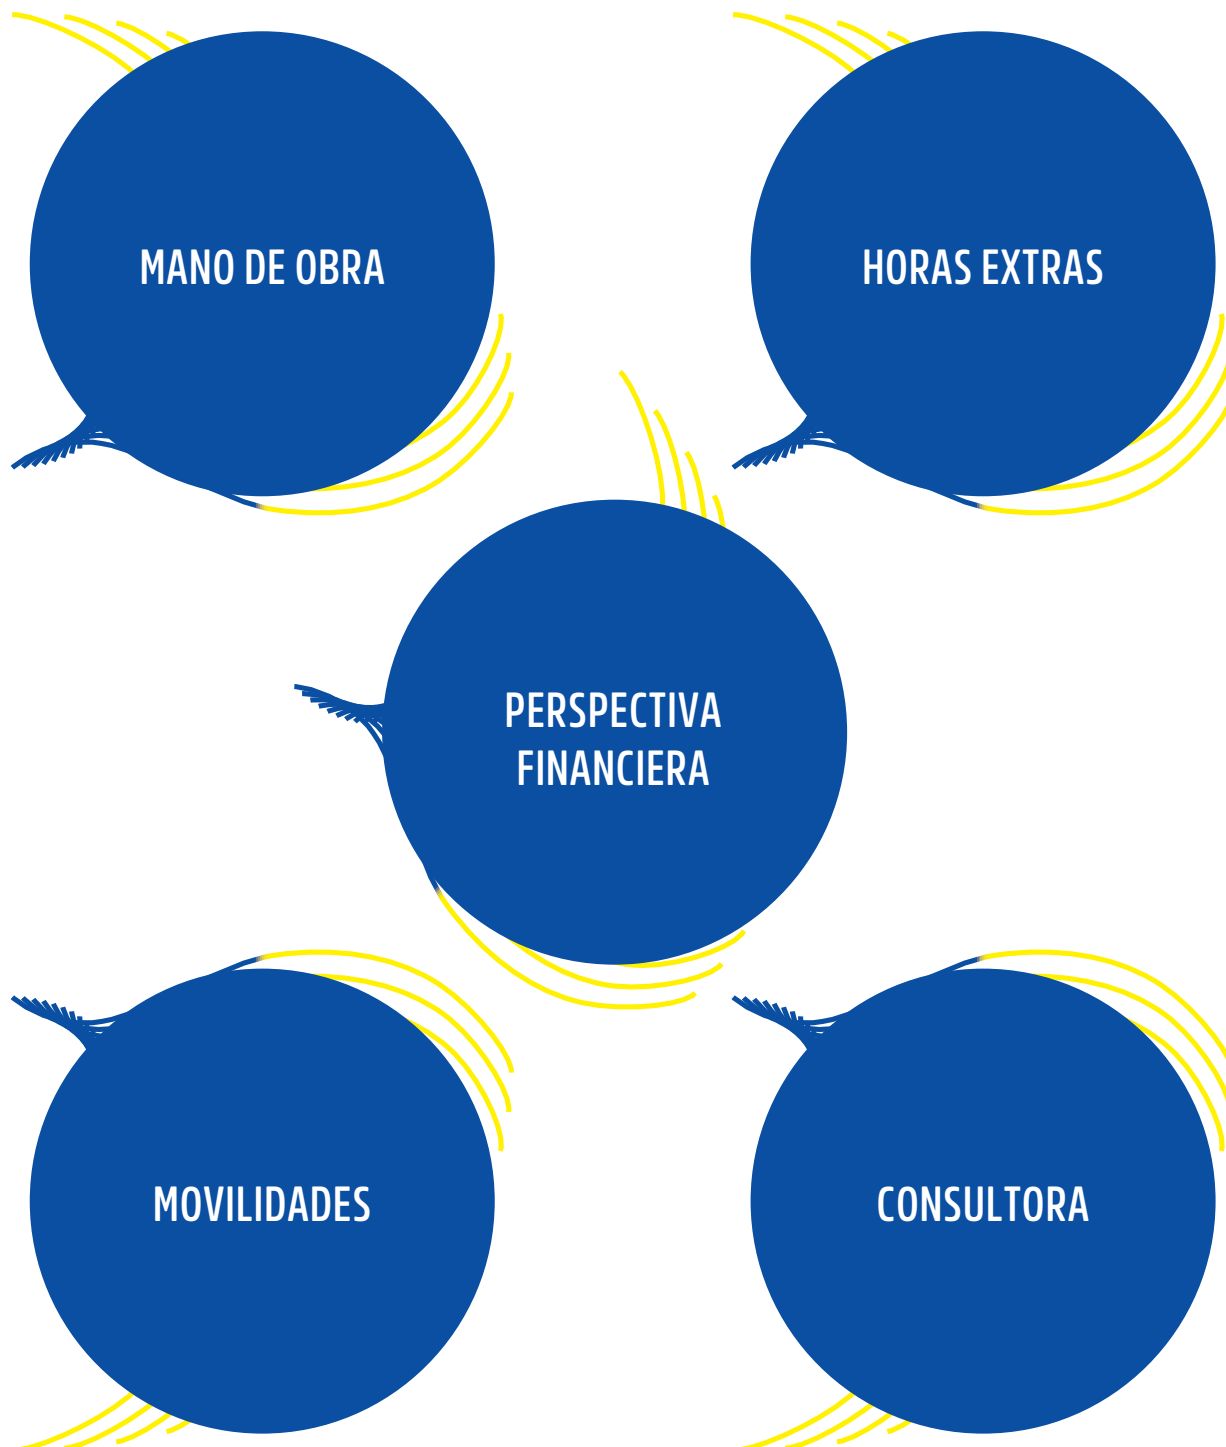 MANO DE OBRA
HORAS EXTRAS
PERSPECTIVA
FINANCIERA
MOVILIDADES
CONSULTORA